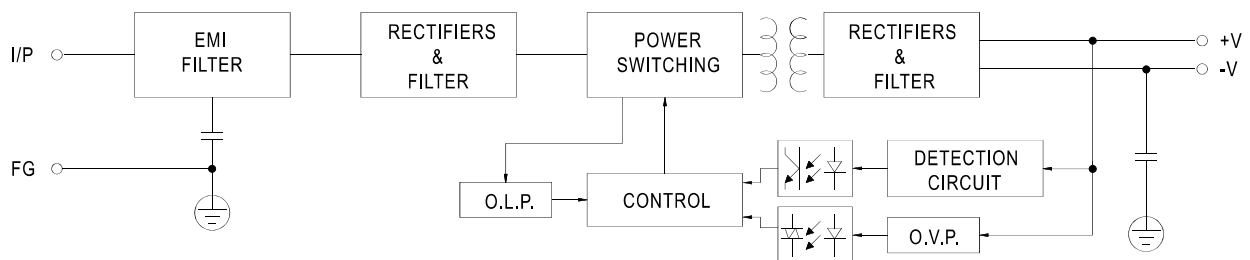 I/P
EMI
FILTER
RECTIFIERS
&
FILTER
POWER
SWITCHING
RECTIFIERS
&
FILTER
+V
-V
FG
O.L.P.
CONTROL
DETECTION
CIRCUIT
O.V.P.